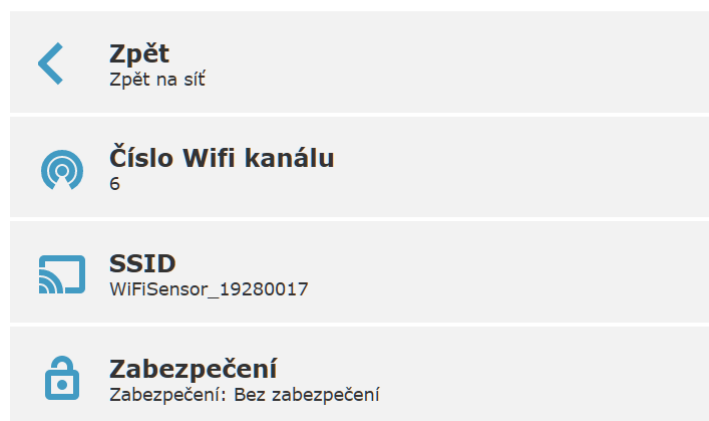 Zpět
Zpět na síť
Číslo Wifi kanálu
6
SSID
WiFiSensor_19280017
Zabezpečení
Zabezpečení: Bez zabezpečení